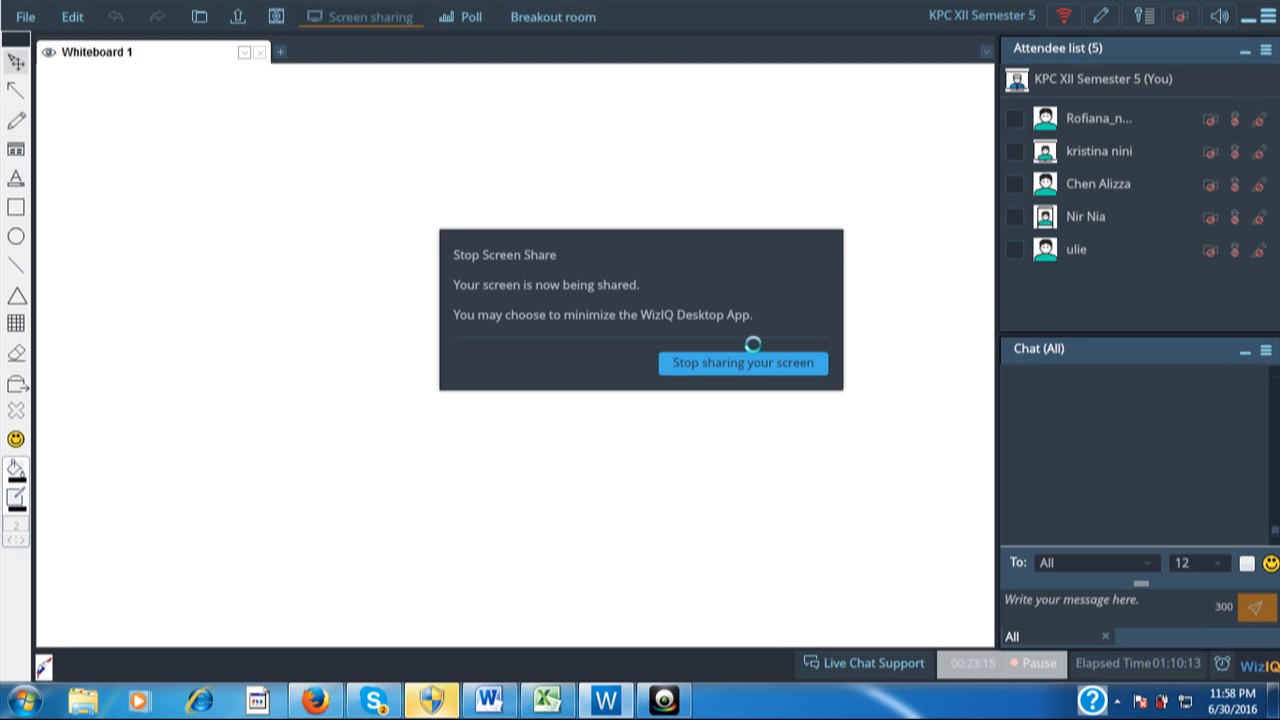 File Edit Screen sharing Poll Breakout room KPC XII Semester 5
Whiteboard 1
Attendee list (5)
KPC XII Semester 5 (You)
Rofiana_n...
kristina nini
Chen Alizza
Nir Nia
ulie
Stop Screen Share
Your screen is now being shared.
You may choose to minimize the WizIQ Desktop App.
Stop sharing your screen
Chat (All)
2
To: All 12
Write your message here. 300
All
Live Chat Support 00:23:15 Pause Elapsed Time 01:10:13 WizIQ
11:58 PM
6/30/2016